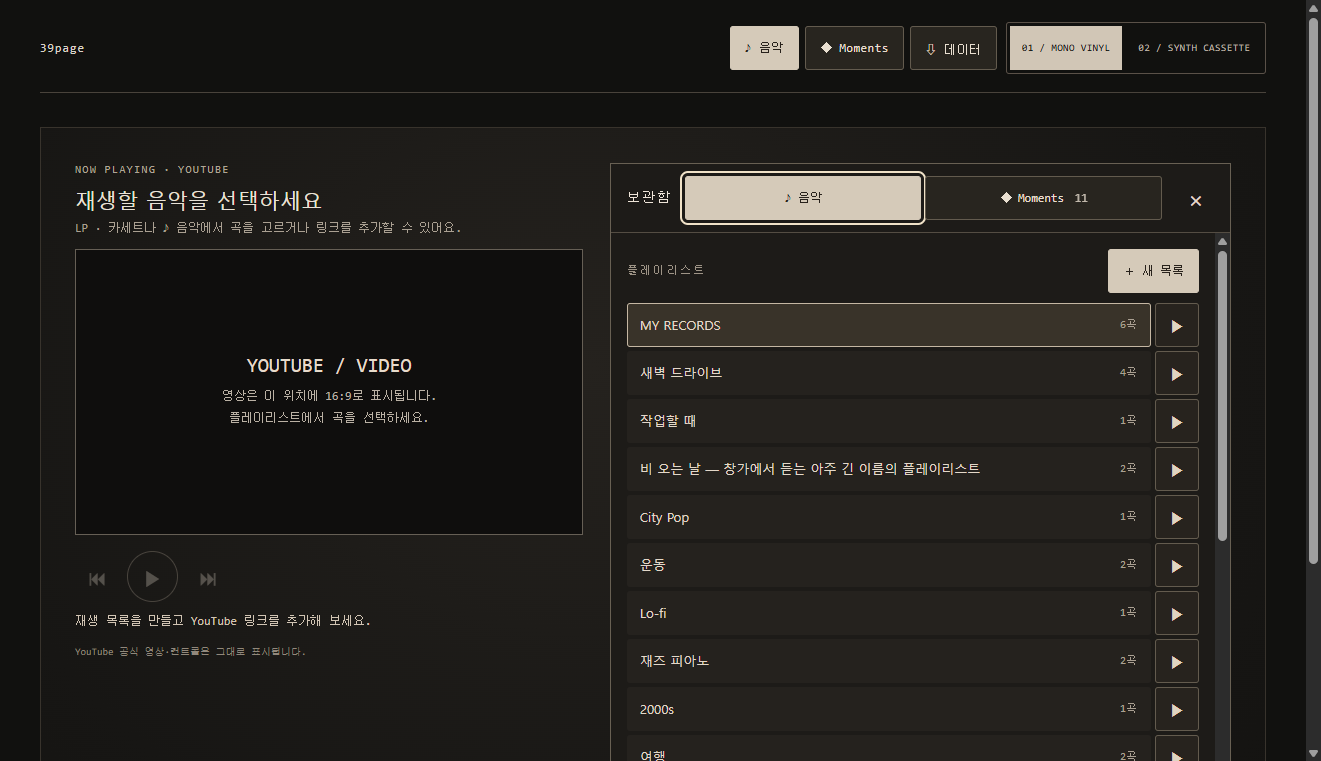 39page
♪ 음악
◆ Moments
⇩ 데이터
01 / MONO VINYL
02 / SYNTH CASSETTE
NOW PLAYING · YOUTUBE
재생할 음악을 선택하세요
LP · 카세트나 ♪ 음악에서 곡을 고르거나 링크를 추가할 수 있어요.
YOUTUBE / VIDEO
영상은 이 위치에 16:9로 표시됩니다.
플레이리스트에서 곡을 선택하세요.
재생 목록을 만들고 YouTube 링크를 추가해 보세요.
YouTube 공식 영상·컨트롤은 그대로 표시됩니다.
보관함
♪ 음악
◆ Moments 11
✕
플레이리스트
+ 새 목록
MY RECORDS 6곡
새벽 드라이브 4곡
작업할 때 1곡
비 오는 날 — 창가에서 듣는 아주 긴 이름의 플레이리스트 2곡
City Pop 1곡
운동 2곡
Lo-fi 1곡
재즈 피아노 2곡
2000s 1곡
여행 2곡